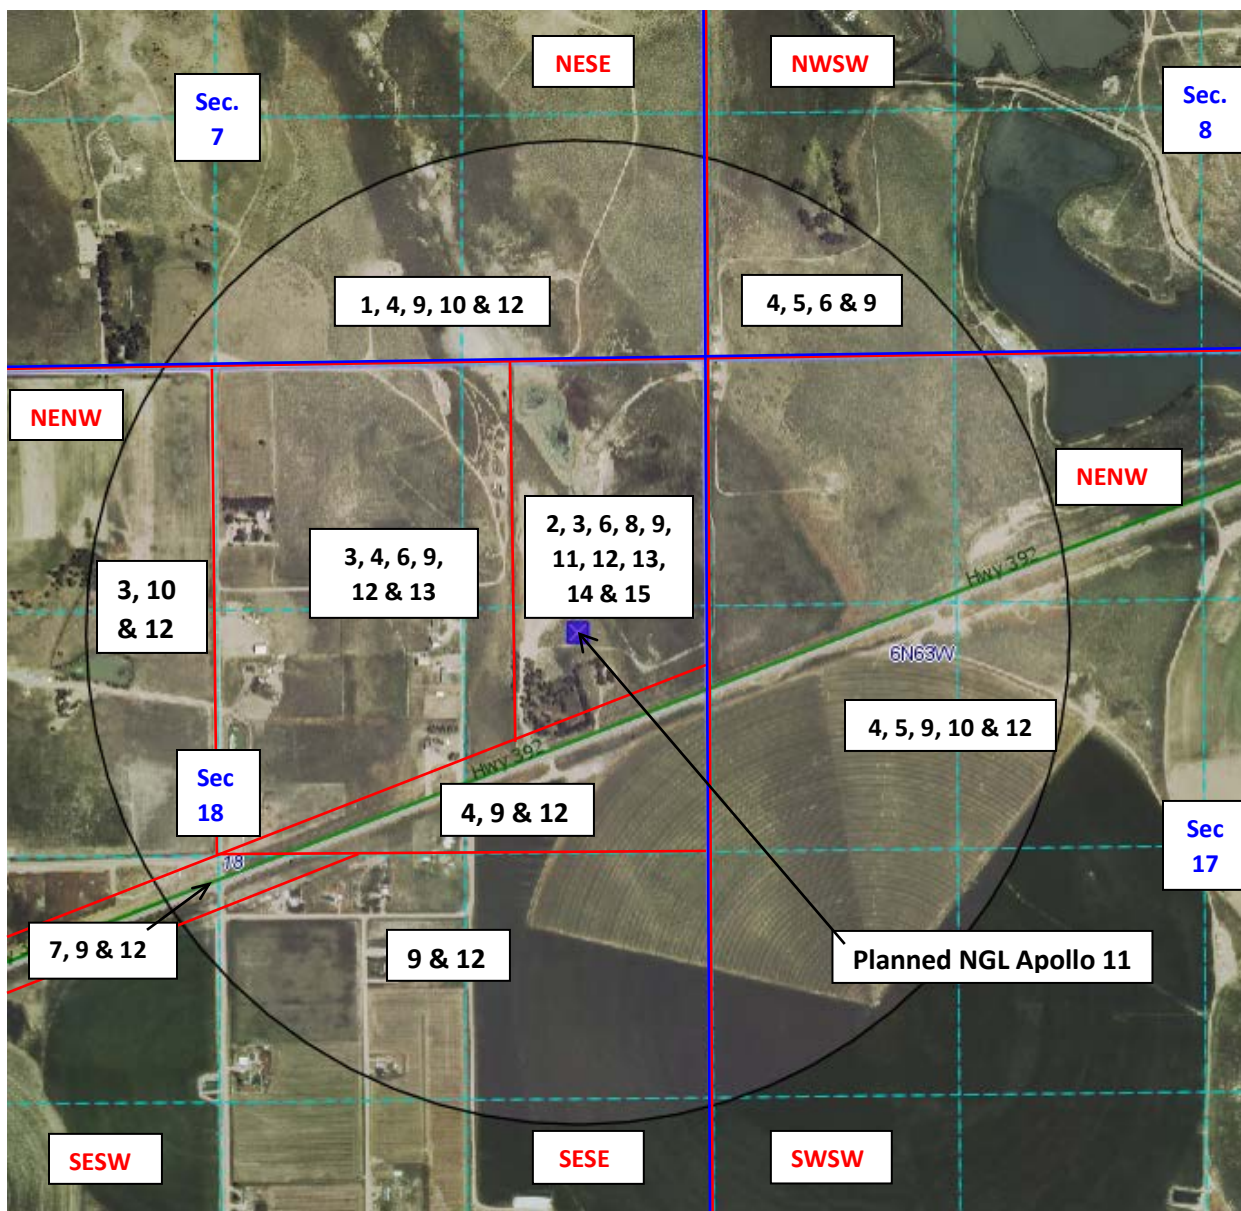 NESE
NWSW
Sec.
7
Sec.
8
1, 4, 9, 10 & 12
4, 5, 6 & 9
NENW
NENW
2, 3, 6, 8, 9,
11, 12, 13,
14 & 15
3, 4, 6, 9,
12 & 13
3, 10
& 12
Hwy 392
6N63W
4, 5, 9, 10 & 12
Hwy 392
Sec
18
4, 9 & 12
Sec
17
18
7, 9 & 12
9 & 12
Planned NGL Apollo 11
SESW
SESE
SWSW